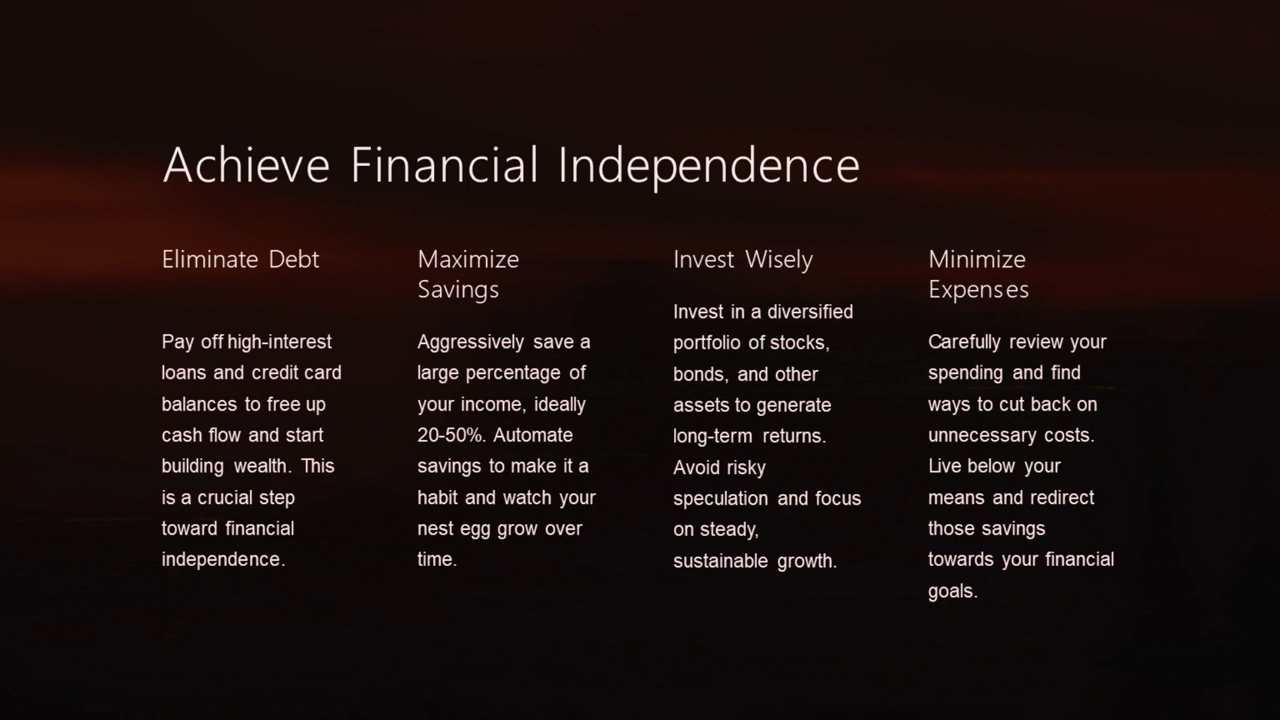 Achieve Financial Independence
Eliminate Debt
Pay off high-interest
loans and credit card
balances to free up
cash flow and start
building wealth. This
is a crucial step
toward financial
independence.
Maximize
Savings
Aggressively save a
large percentage of
your income, ideally
20-50%. Automate
savings to make it a
habit and watch your
nest egg grow over
time.
Invest Wisely
Invest in a diversified
portfolio of stocks,
bonds, and other
assets to generate
long-term returns.
Avoid risky
speculation and focus
on steady,
sustainable growth.
Minimize
Expenses
Carefully review your
spending and find
ways to cut back on
unnecessary costs.
Live below your
means and redirect
those savings
towards your financial
goals.